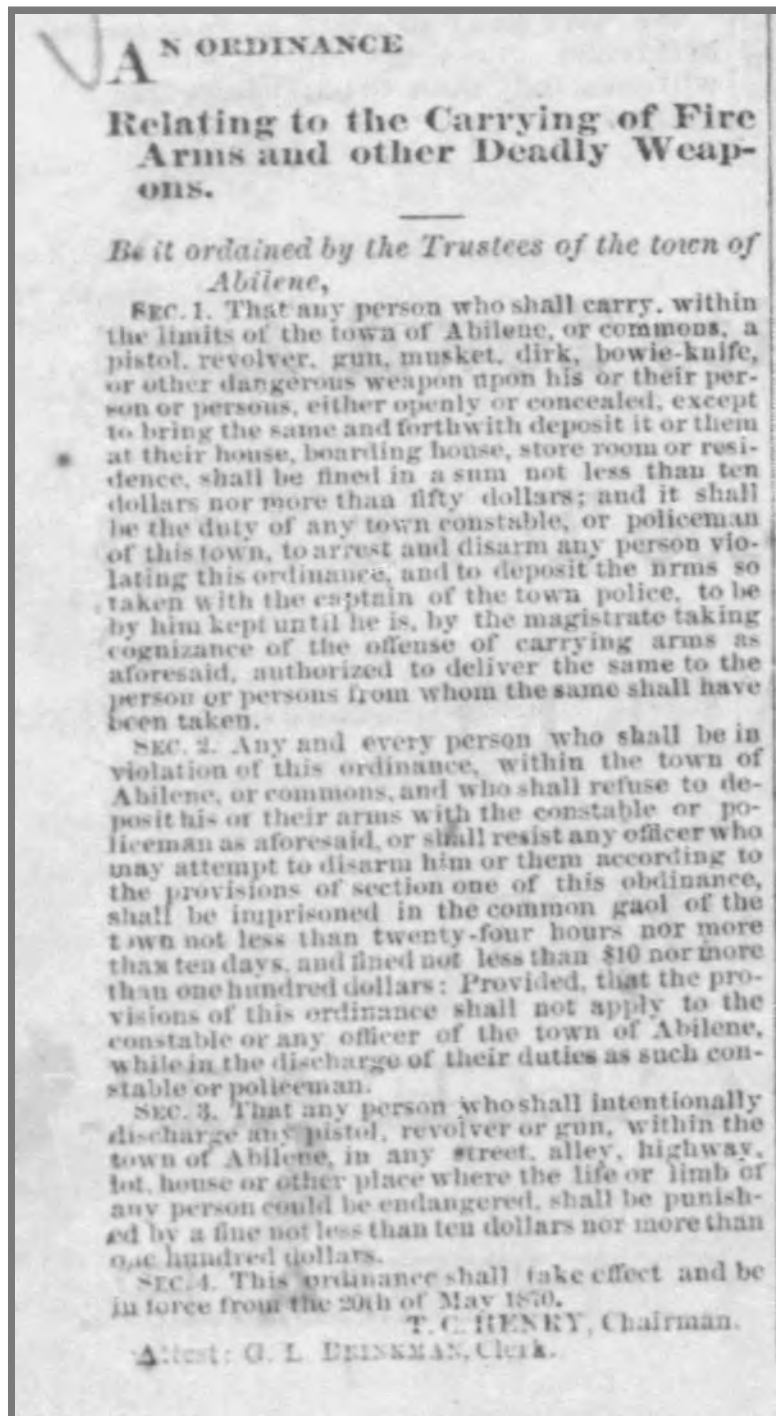 AN ORDINANCE
Relating to the Carrying of Fire
Arms and other Deadly Weap-
ons.
Be it ordained by the Trustees of the town of
Abilene,
SEC. 1. That any person who shall carry, within
the limits of the town of Abilene, or commons, a
pistol, revolver, gun, musket, dirk, bowie-knife,
or other dangerous weapon upon his or their per-
son or persons, either openly or concealed, except
to bring the same and forthwith deposit it or them
at their house, boarding house, store room or resi-
dence, shall be fined in a sum not less than ten
dollars nor more than fifty dollars; and it shall
be the duty of any town constable, or policeman
of this town, to arrest and disarm any person vio-
lating this ordinance, and to deposit the arms so
taken with the captain of the town police, to be
by him kept until he is, by the magistrate taking
cognizance of the offense of carrying arms as
aforesaid, authorized to deliver the same to the
person or persons from whom the same shall have
been taken.
SEC. 2. Any and every person who shall be in
violation of this ordinance, within the town of
Abilene, or commons, and who shall refuse to de-
posit his or their arms with the constable or po-
liceman as aforesaid, or shall resist any officer who
may attempt to disarm him or them according to
the provisions of section one of this obdinance,
shall be imprisoned in the common gaol of the
town not less than twenty-four hours nor more
than ten days, and fined not less than $10 nor more
than one hundred dollars: Provided, that the pro-
visions of this ordinance shall not apply to the
constable or any officer of the town of Abilene,
while in the discharge of their duties as such con-
stable or policeman.
SEC. 3. That any person who shall intentionally
discharge any pistol, revolver or gun, within the
town of Abilene, in any street, alley, highway,
lot, house or other place where the life or limb of
any person could be endangered, shall be punish-
ed by a fine not less than ten dollars nor more than
one hundred dollars.
SEC. 4. This ordinance shall take effect and be
in force from the 20th of May 1870.
T. C. HENRY, Chairman.
Attest: G. L. BRINKMAN, Clerk.